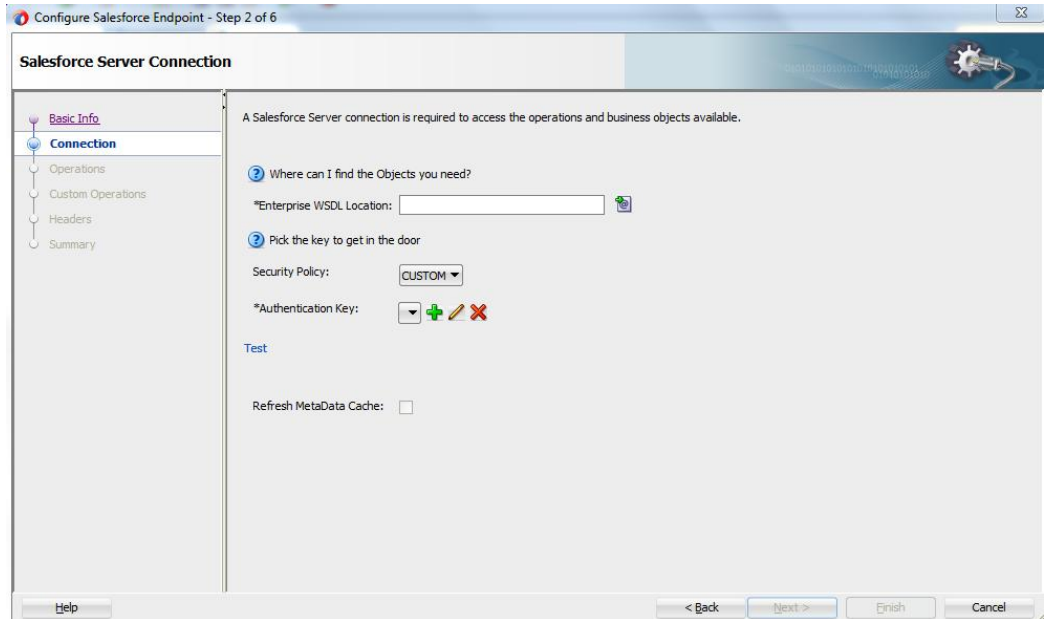 Configure Salesforce Endpoint - Step 2 of 6
Salesforce Server Connection
Basic Info
Connection
Operations
Custom Operations
Headers
Summary
A Salesforce Server connection is required to access the operations and business objects available.
Where can I find the Objects you need?
*Enterprise WSDL Location:
Pick the key to get in the door
Security Policy: CUSTOM
*Authentication Key:
Test
Refresh MetaData Cache:
Help < Back Next > Finish Cancel